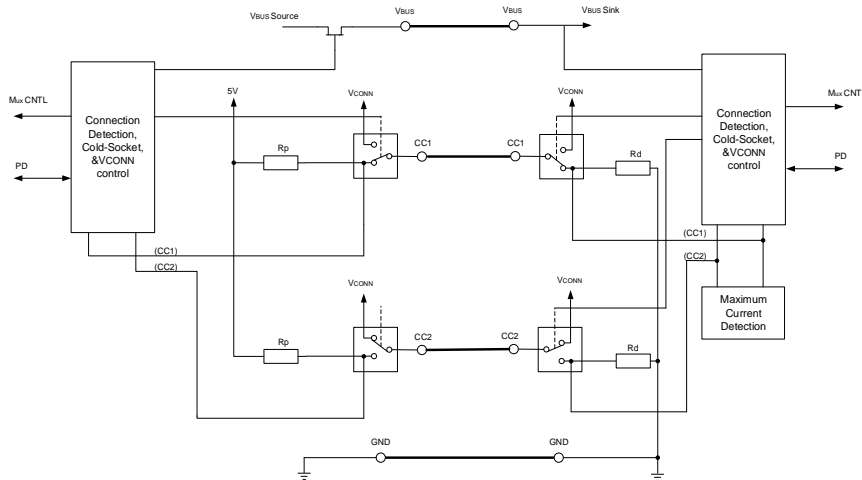 VBUS Source
VBUS
VBUS
VBUS Sink
Mux CNTL
PD
Connection
Detection,
Cold-Socket,
&VCONN
control
5V
VCONN
Rp
CC1
CC1
VCONN
Rd
Connection
Detection,
Cold-Socket,
&VCONN
control
Mux CNT
PD
(CC1)
(CC2)
(CC1)
(CC2)
Maximum
Current
Detection
VCONN
Rp
CC2
CC2
VCONN
Rd
GND
GND